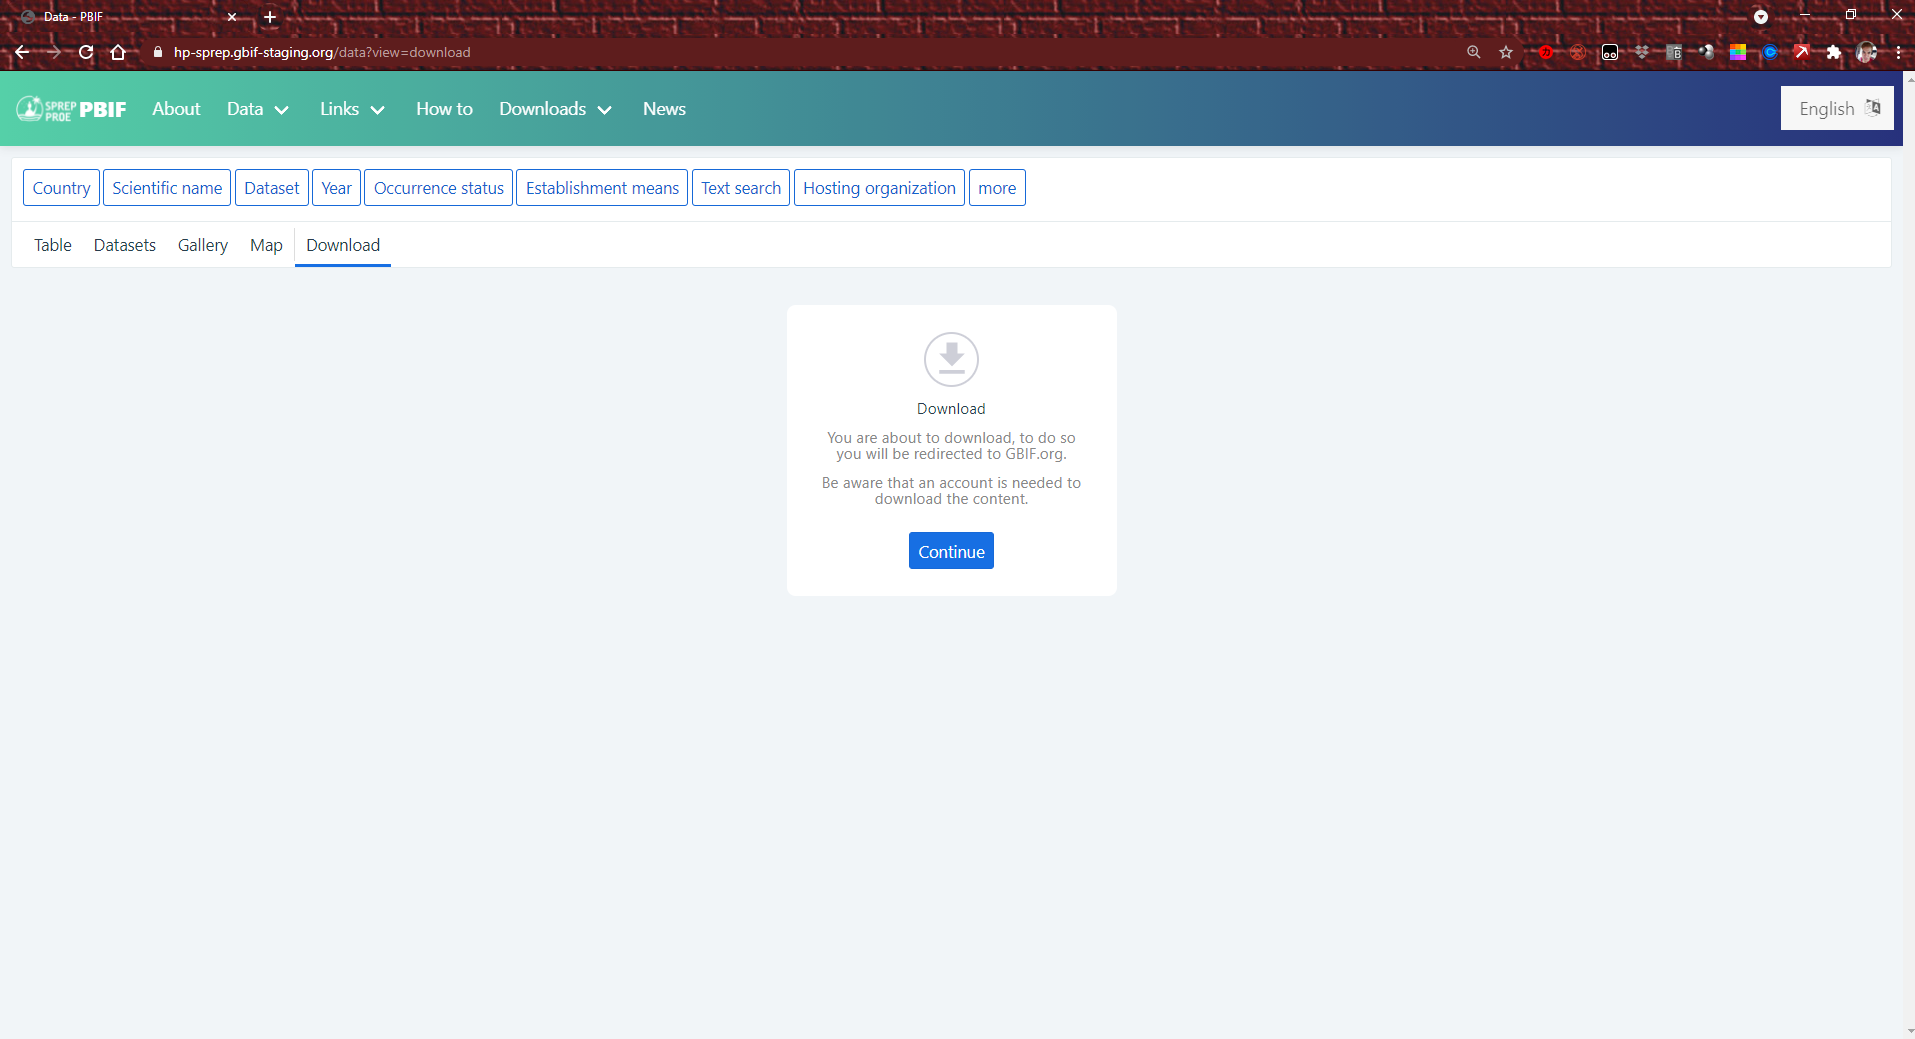 Data - PBIF
hp-sprep.gbif-staging.org/data?view=download
SPREP
PROE
PBIF
About
Data
Links
How to
Downloads
News
English
Country
Scientific name
Dataset
Year
Occurrence status
Establishment means
Text search
Hosting organization
more
Table
Datasets
Gallery
Map
Download
Download
You are about to download, to do so
you will be redirected to GBIF.org.
Be aware that an account is needed to
download the content.
Continue